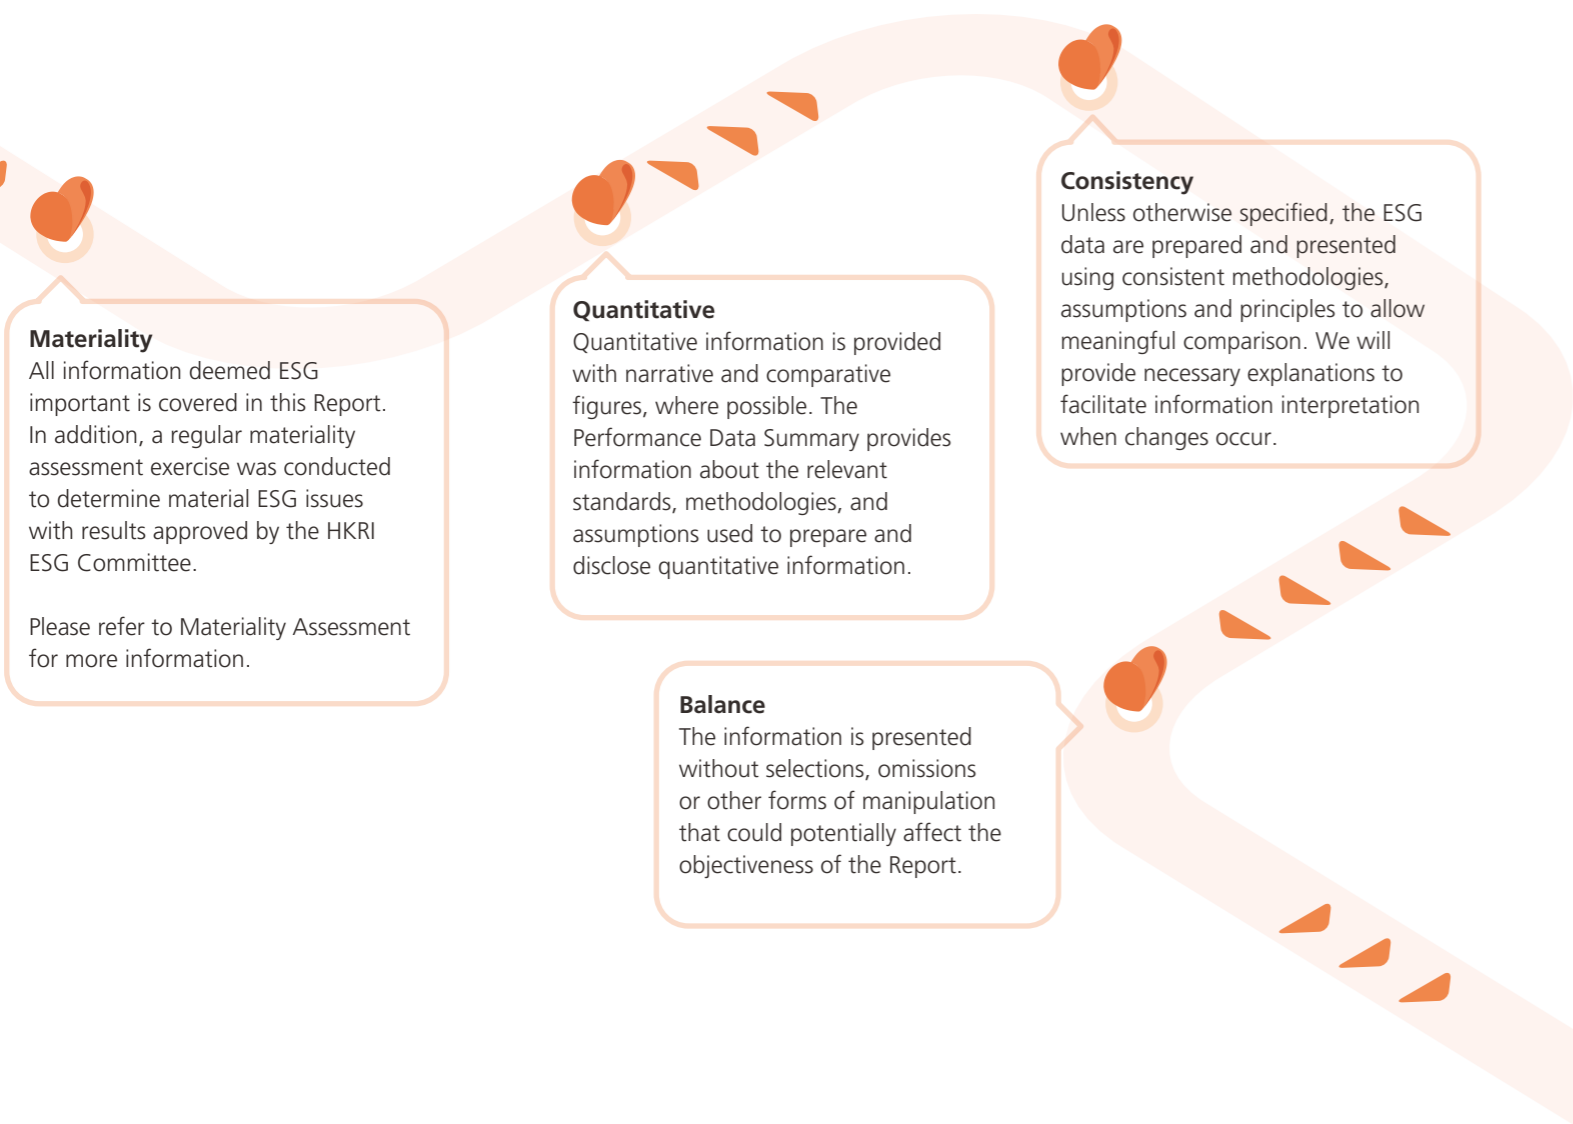 Materiality
All information deemed ESG
important is covered in this Report.
In addition, a regular materiality
assessment exercise was conducted
to determine material ESG issues
with results approved by the HKRI
ESG Committee.
Please refer to Materiality Assessment
for more information.
Quantitative
Quantitative information is provided
with narrative and comparative
figures, where possible. The
Performance Data Summary provides
information about the relevant
standards, methodologies, and
assumptions used to prepare and
disclose quantitative information.
Consistency
Unless otherwise specified, the ESG
data are prepared and presented
using consistent methodologies,
assumptions and principles to allow
meaningful comparison. We will
provide necessary explanations to
facilitate information interpretation
when changes occur.
Balance
The information is presented
without selections, omissions
or other forms of manipulation
that could potentially affect the
objectiveness of the Report.